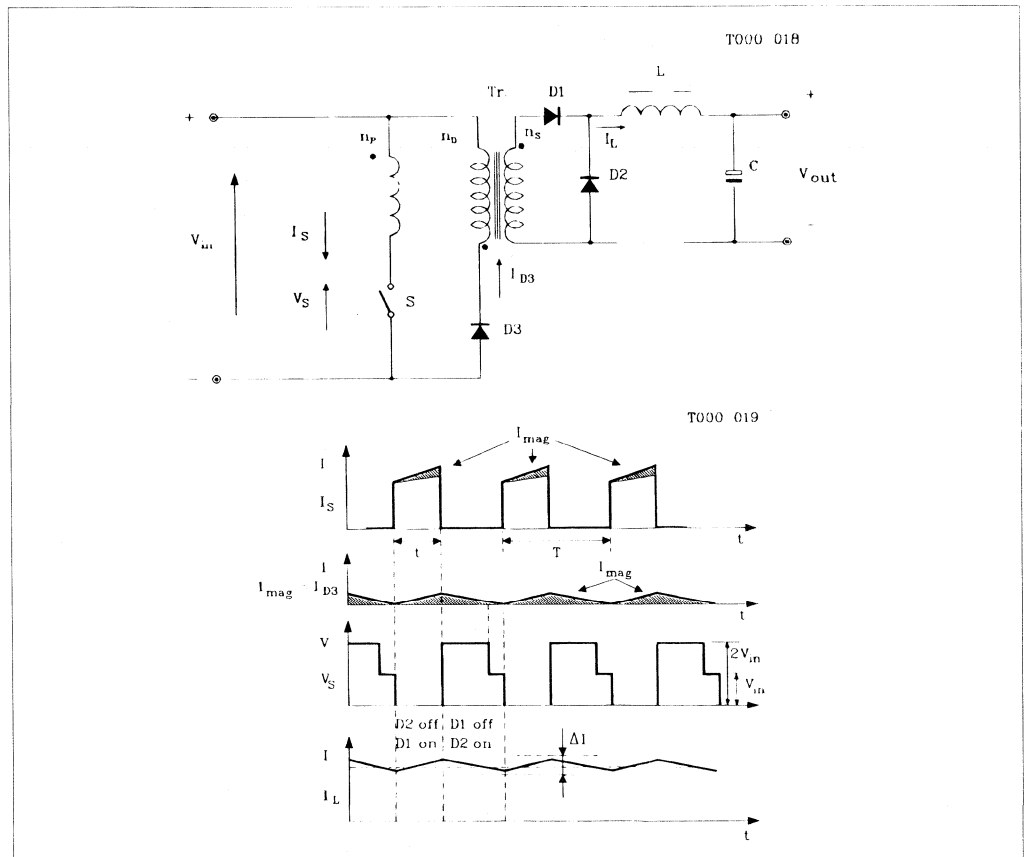 T000 018
L
Tr.
D1
+
+
n_P
n_D
n_S
I_L
D2
C
V_out
V_in
I_S
I_D3
V_S
S
D3
-
-
T000 019
I_mag
I
I_S
t
t
T
I
I_mag
I_mag - I_D3
t
V
2V_in
V_S
V_in
D2 off D1 off
D1 on D2 on
ΔI
I
I_L
t